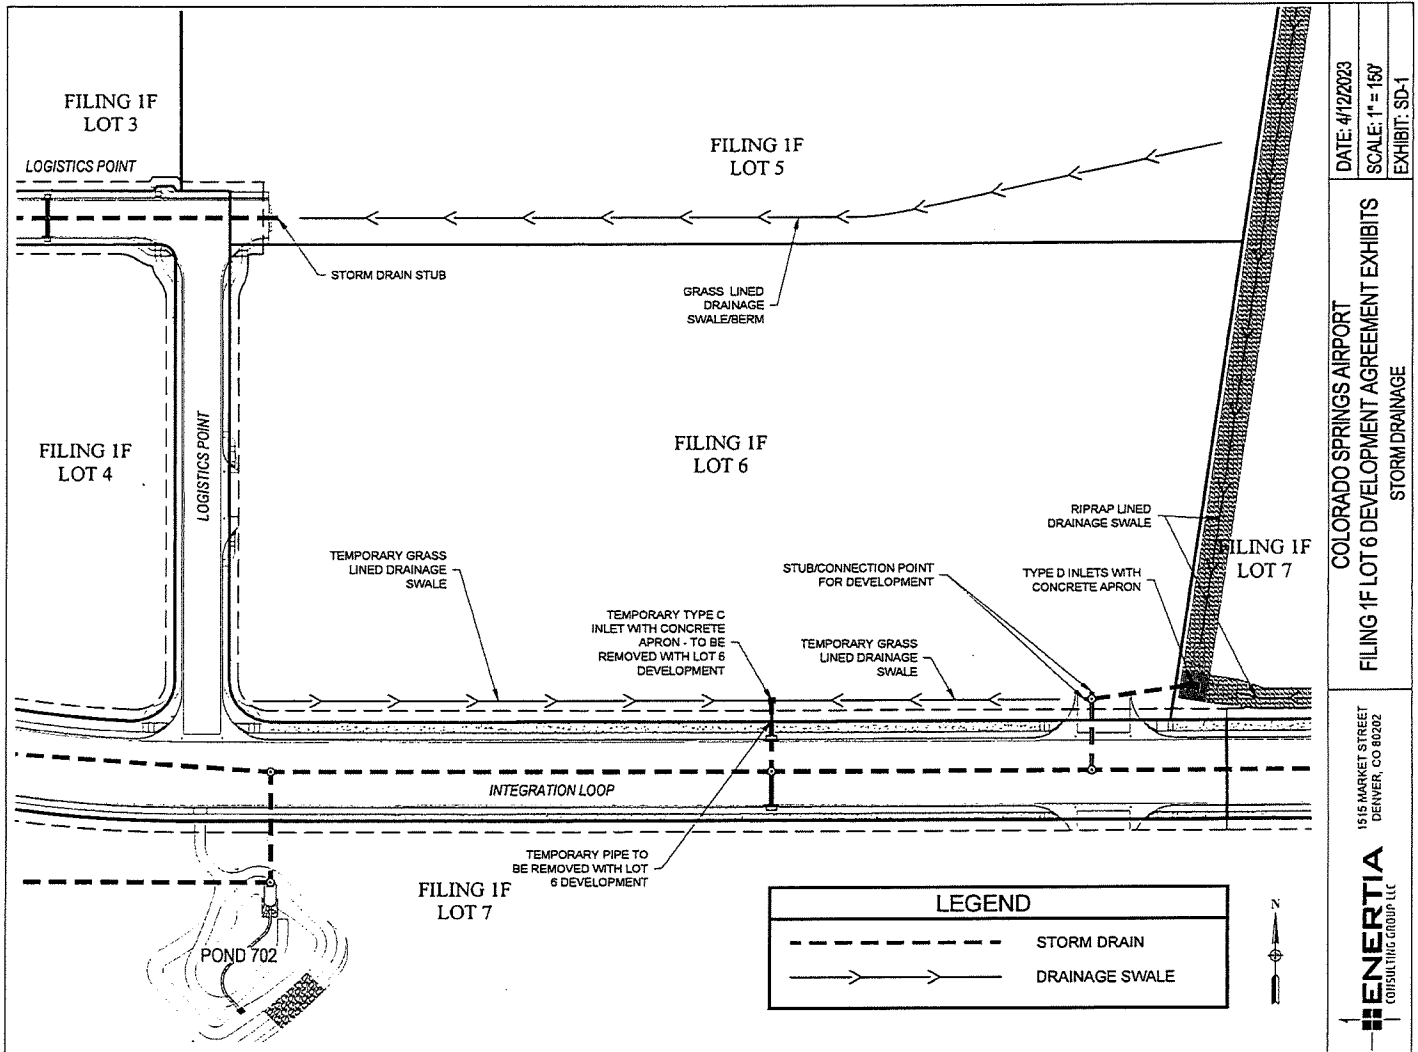 FILING 1F
LOT 3
LOGISTICS POINT
FILING 1F
LOT 5
STORM DRAIN STUB
GRASS LINED
DRAINAGE
SWALE/BERM
FILING 1F
LOT 4
LOGISTICS POINT
FILING 1F
LOT 6
RIPRAP LINED
DRAINAGE SWALE
FILING 1F
LOT 7
TEMPORARY GRASS
LINED DRAINAGE
SWALE
STUB/CONNECTION POINT
FOR DEVELOPMENT
TYPE D INLETS WITH
CONCRETE APRON
TEMPORARY TYPE C
INLET WITH CONCRETE
APRON - TO BE
REMOVED WITH LOT 6
DEVELOPMENT
TEMPORARY GRASS
LINED DRAINAGE
SWALE
INTEGRATION LOOP
TEMPORARY PIPE TO
BE REMOVED WITH LOT
6 DEVELOPMENT
FILING 1F
LOT 7
POND 702
LEGEND
STORM DRAIN
DRAINAGE SWALE
N
DATE: 4/12/2023
SCALE: 1" = 150'
EXHIBIT: SD-1
COLORADO SPRINGS AIRPORT
FILING 1F LOT 6 DEVELOPMENT AGREEMENT EXHIBITS
STORM DRAINAGE
1515 MARKET STREET
DENVER, CO 80202
ENERTIA
CONSULTING GROUP LLC